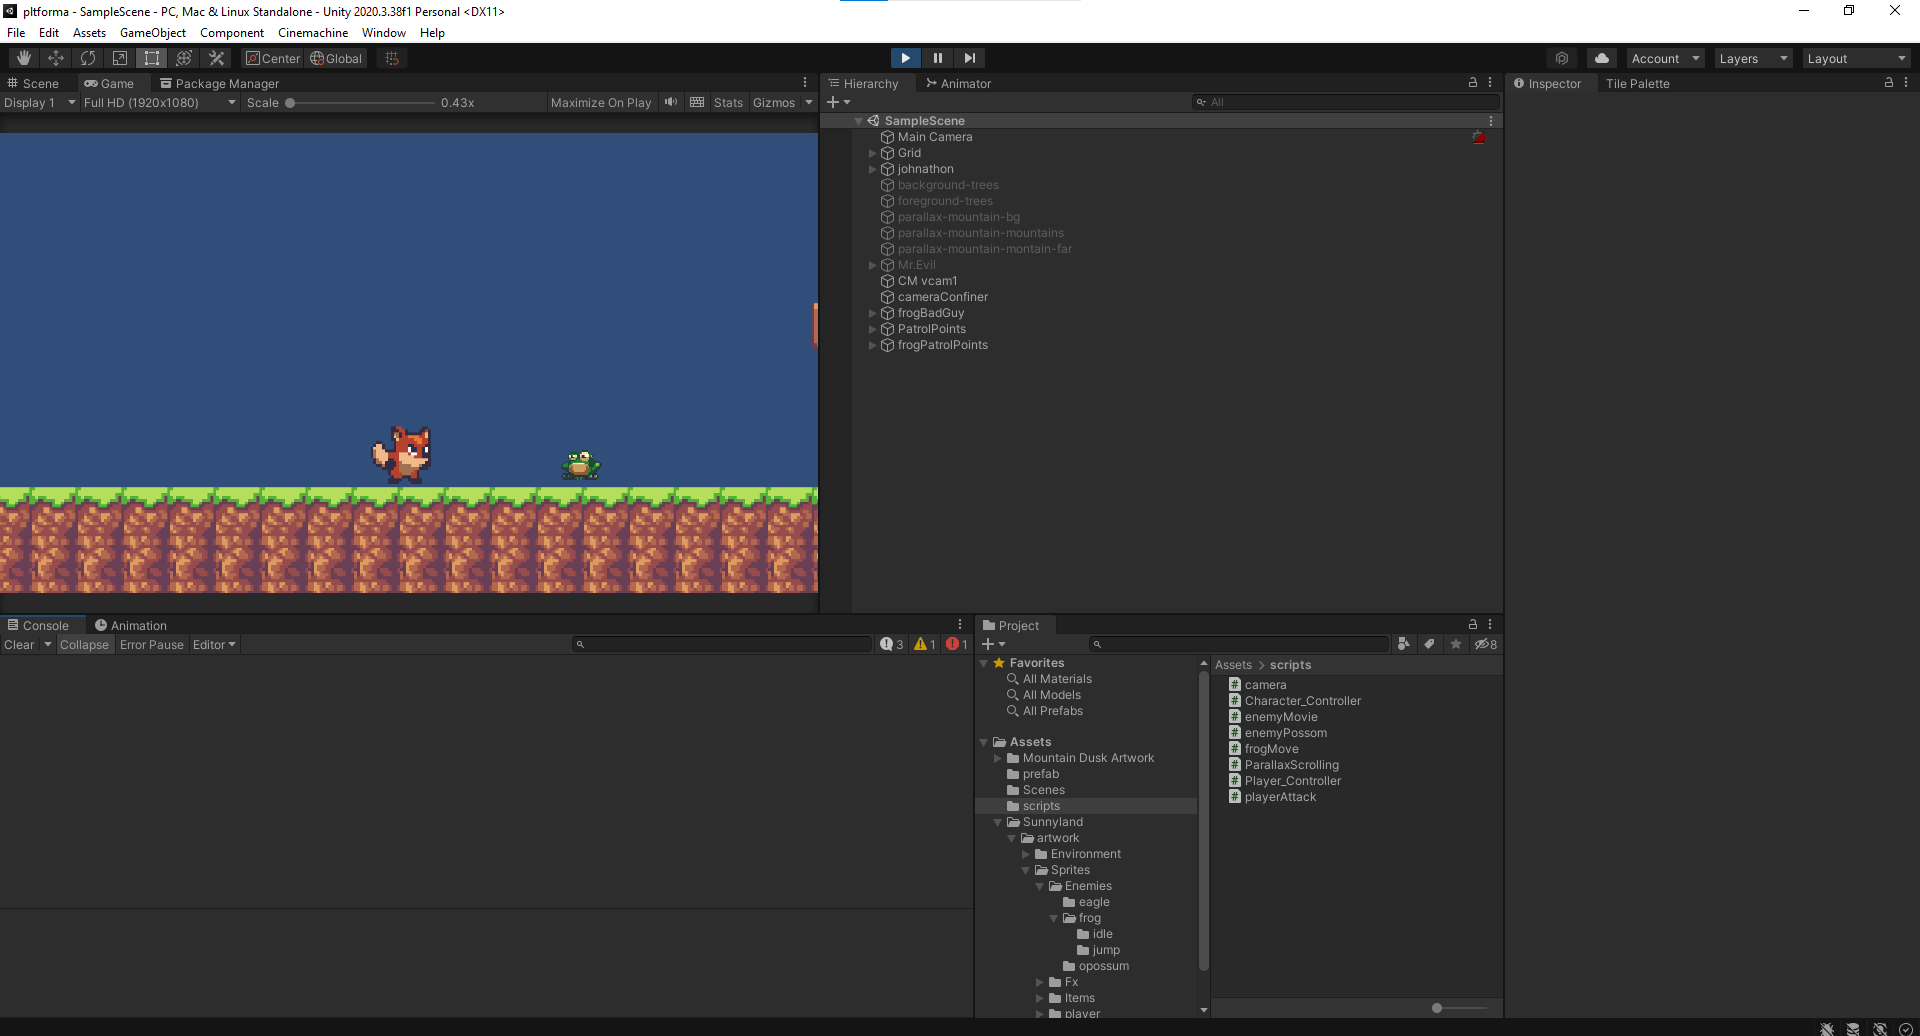 pltforma - SampleScene - PC, Mac & Linux Standalone - Unity 2020.3.38f1 Personal <DX11>
File Edit Assets GameObject Component Cinemachine Window Help
Center Global Account Layers Layout
Scene Game Package Manager
Display 1 Full HD (1920x1080) Scale 0.43x Maximize On Play Stats Gizmos
Hierarchy Animator
All
SampleScene
Main Camera
Grid
johnathon
background-trees
foreground-trees
parallax-mountain-bg
parallax-mountain-mountains
parallax-mountain-montain-far
Mr.Evil
CM vcam1
cameraConfiner
frogBadGuy
PatrolPoints
frogPatrolPoints
Inspector Tile Palette
Console Animation
Clear Collapse Error Pause Editor 3 1 1
Project
8
Favorites
All Materials
All Models
All Prefabs
Assets
Mountain Dusk Artwork
prefab
Scenes
scripts
Sunnyland
artwork
Environment
Sprites
Enemies
eagle
frog
idle
jump
opossum
Fx
Items
player
Assets > scripts
camera
Character_Controller
enemyMovie
enemyPossom
frogMove
ParallaxScrolling
Player_Controller
playerAttack